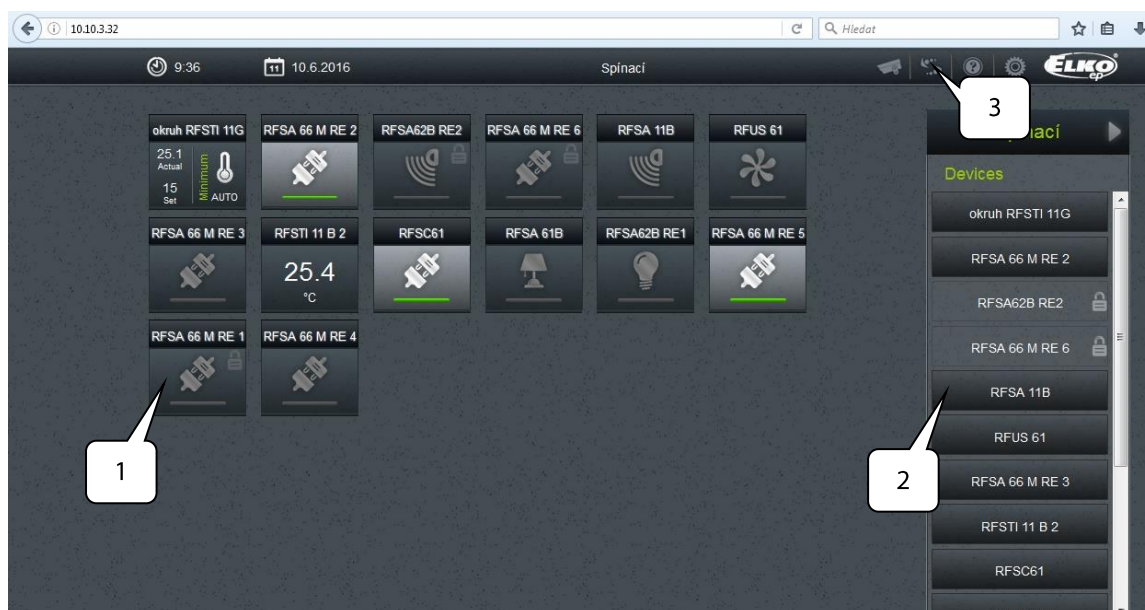 10.10.3.32
Hledat
9:36
11
10.6.2016
Spínací
ELKO
ep
3
okruh RFSTI 11G
RFSA 66 M RE 2
RFSA62B RE2
RFSA 66 M RE 6
RFSA 11B
RFUS 61
25.1
Actual
15
Set
Minimum
AUTO
RFSA 66 M RE 3
RFSTI 11 B 2
RFSC61
RFSA 61B
RFSA62B RE1
RFSA 66 M RE 5
25.4
°C
RFSA 66 M RE 1
RFSA 66 M RE 4
1
Devices
okruh RFSTI 11G
RFSA 66 M RE 2
RFSA62B RE2
RFSA 66 M RE 6
RFSA 11B
RFUS 61
2
RFSA 66 M RE 3
RFSTI 11 B 2
RFSC61